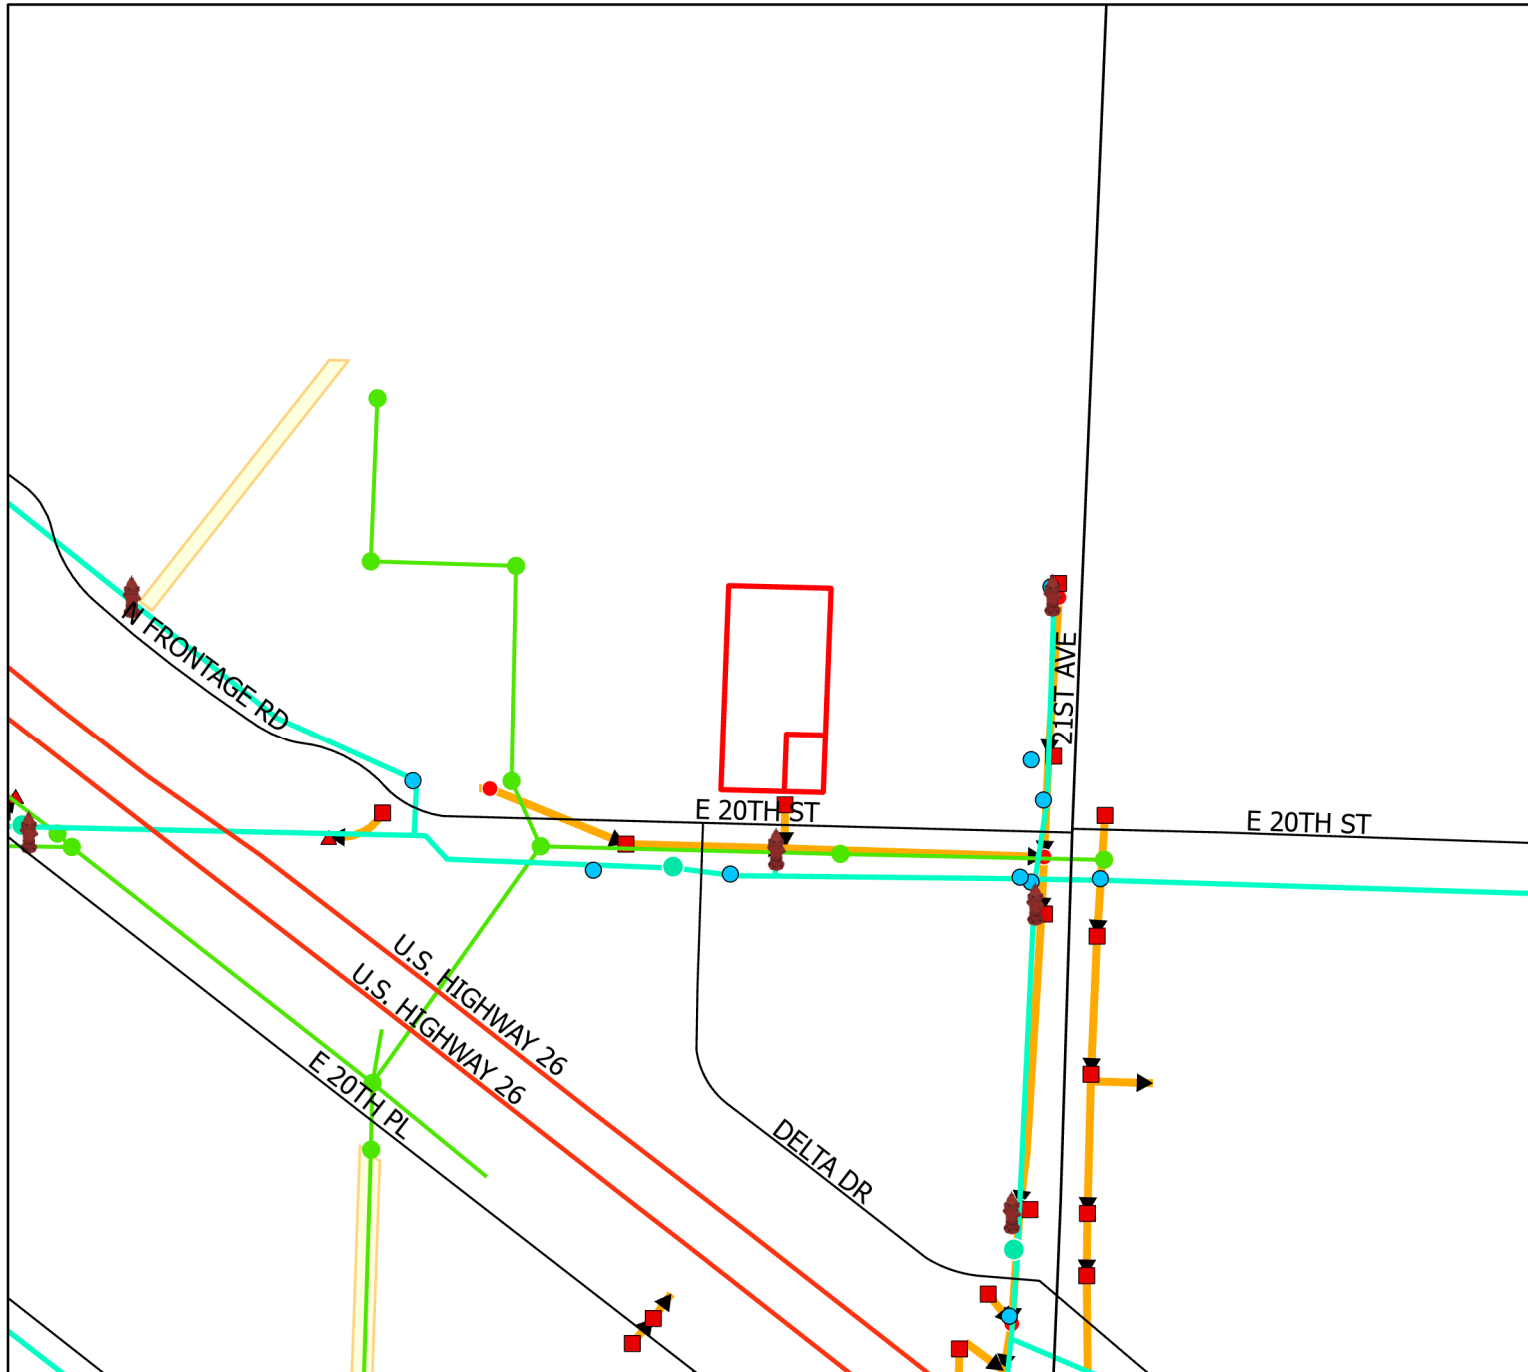 N FRONTAGE RD
21ST AVE
E 20TH ST
E 20TH ST
U.S. HIGHWAY 26
U.S. HIGHWAY 26
E 20TH PL
DELTA DR